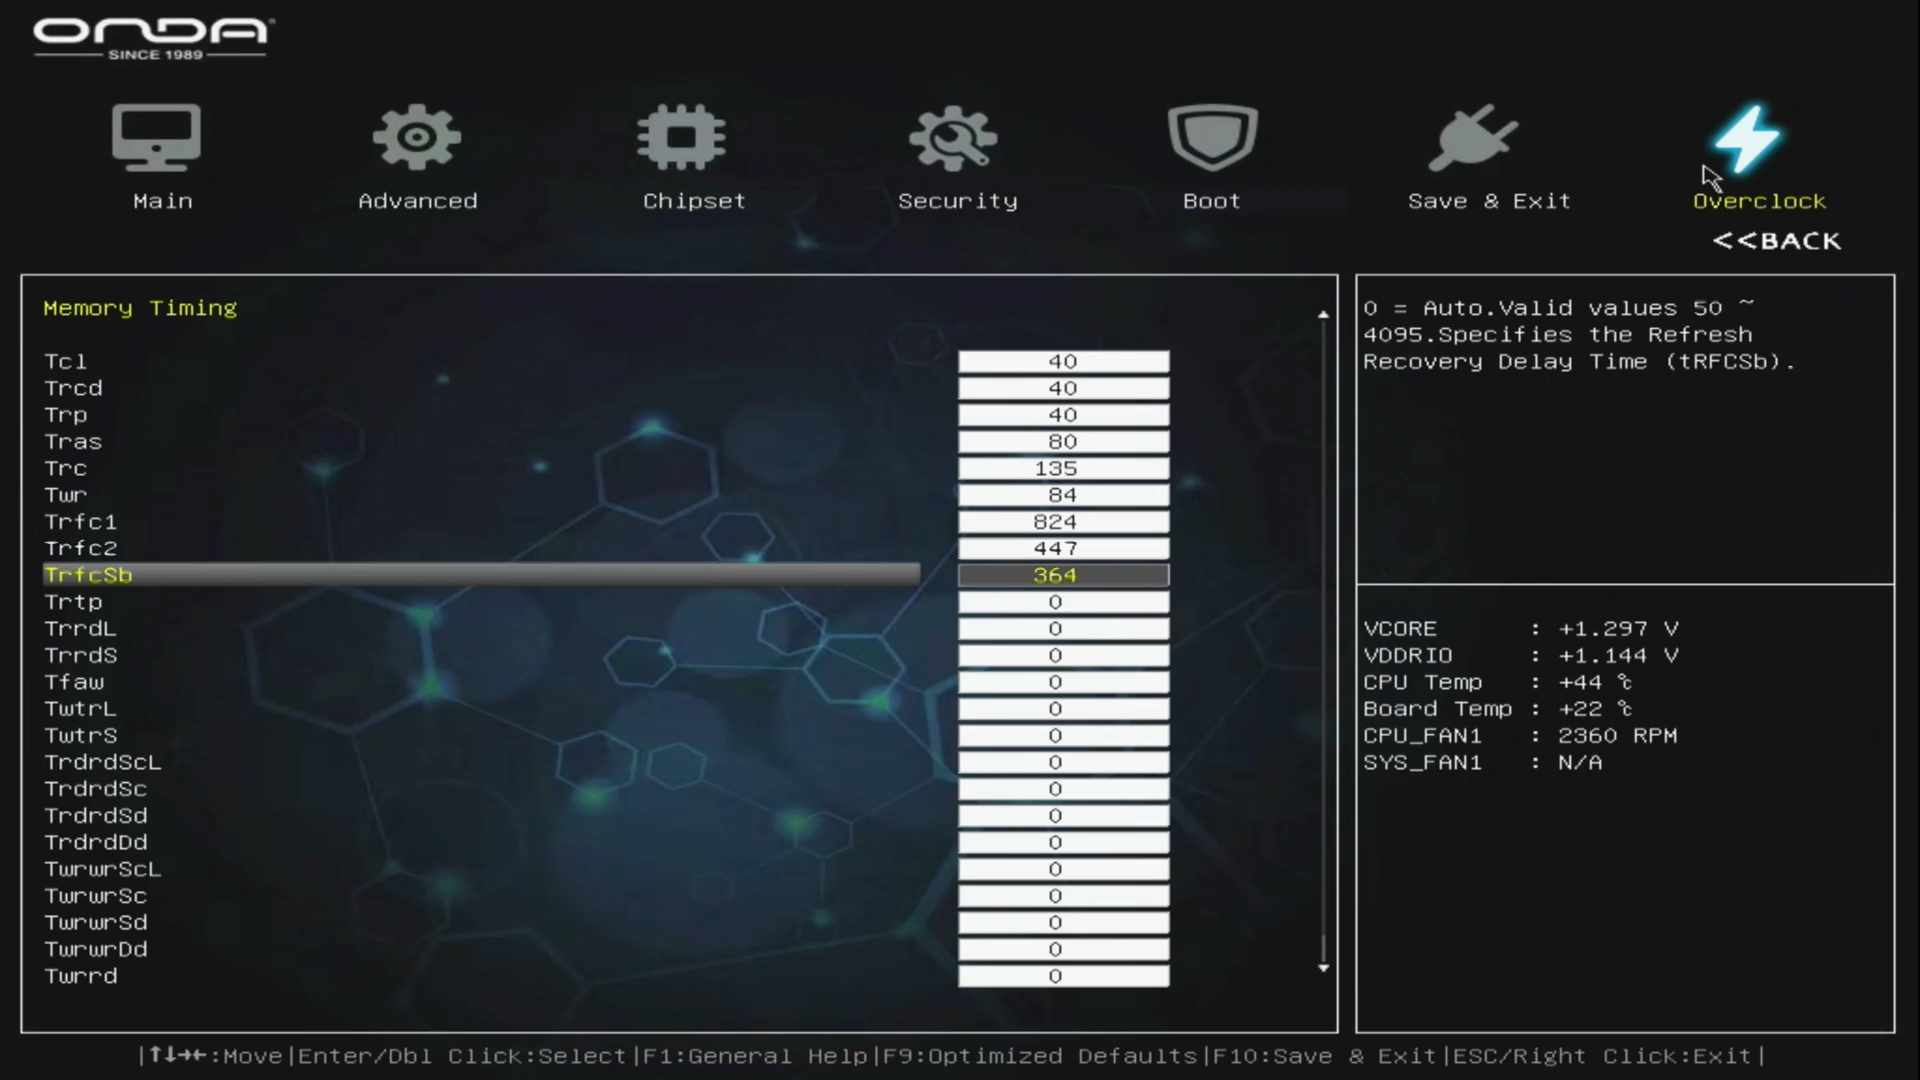 ONDA
SINCE 1989
Main
Advanced
Chipset
Security
Boot
Save & Exit
Overclock
<<BACK
Memory Timing
Tcl 40
Trcd 40
Trp 40
Tras 80
Trc 135
Twr 84
Trfc1 824
Trfc2 447
TrfcSb 364
Trtp 0
TrrdL 0
TrrdS 0
Tfaw 0
TwtrL 0
TwtrS 0
TrdrdScL 0
TrdrdSc 0
TrdrdSd 0
TrdrdDd 0
TwrwrScL 0
TwrwrSc 0
TwrwrSd 0
TwrwrDd 0
Twrrd 0
0 = Auto.Valid values 50 ~
4095.Specifies the Refresh
Recovery Delay Time (tRFCSb).
VCORE : +1.297 V
VDDRIO : +1.144 V
CPU Temp : +44 ℃
Board Temp : +22 ℃
CPU_FAN1 : 2360 RPM
SYS_FAN1 : N/A
|↑↓→←:Move|Enter/Dbl Click:Select|F1:General Help|F9:Optimized Defaults|F10:Save & Exit|ESC/Right Click:Exit|